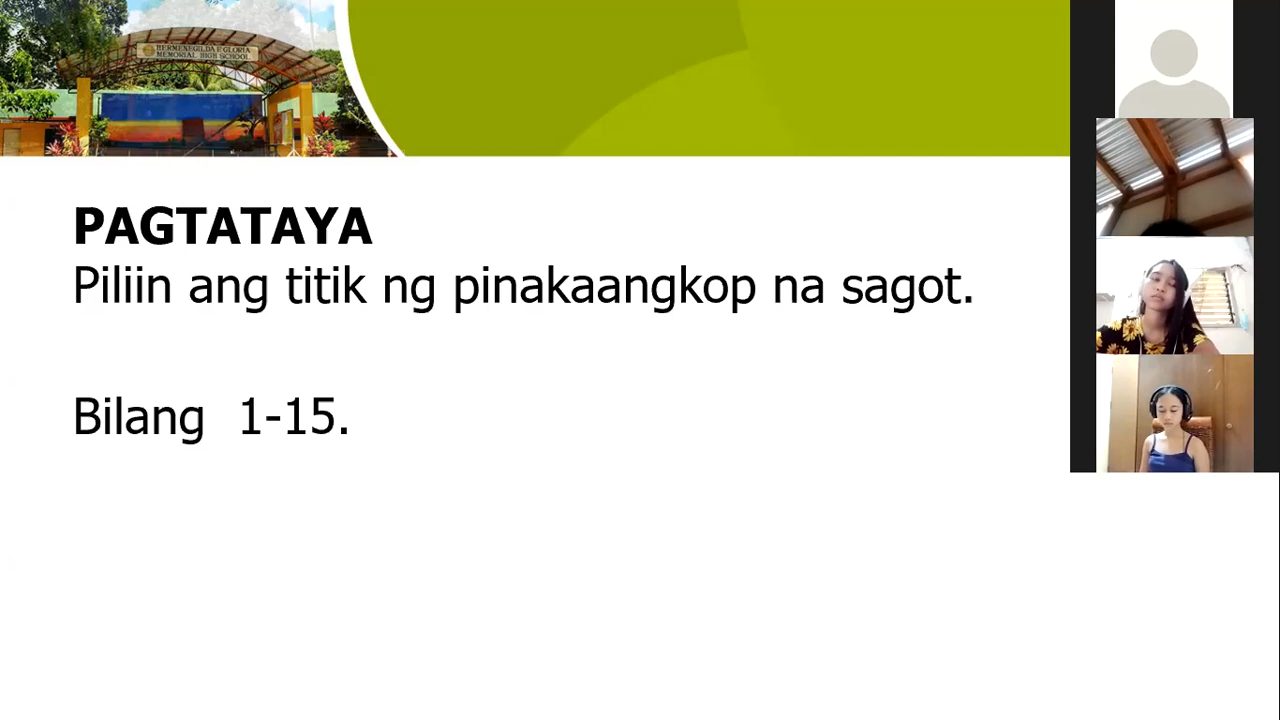 HERMENEGILDA F. GLORIA
MEMORIAL HIGH SCHOOL
PAGTATAYA
Piliin ang titik ng pinakaangkop na sagot.
Bilang 1-15.